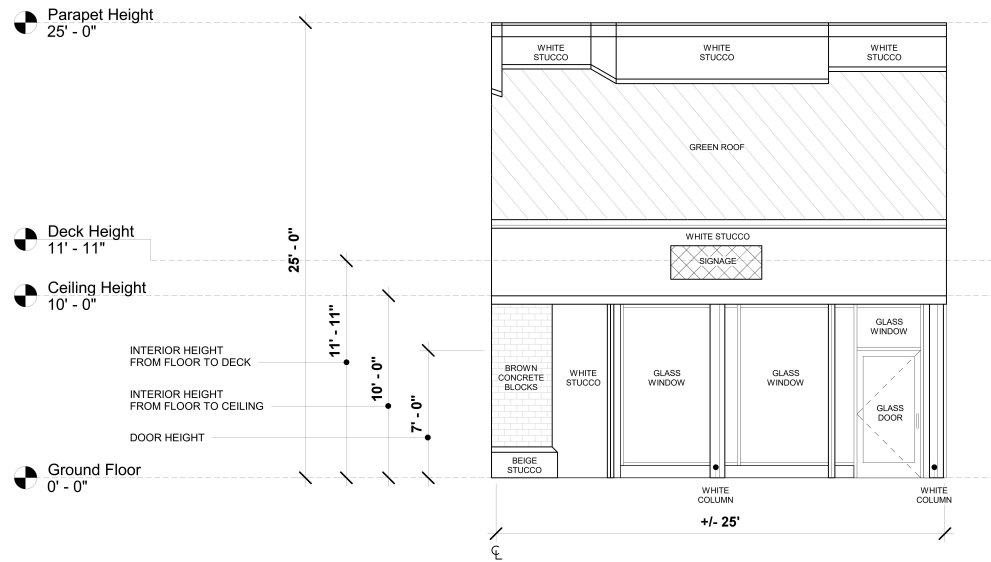 Parapet Height
25' - 0"
WHITE
STUCCO
WHITE
STUCCO
WHITE
STUCCO
GREEN ROOF
Deck Height
11' - 11"
25' - 0"
WHITE STUCCO
SIGNAGE
Ceiling Height
10' - 0"
11' - 11"
GLASS
WINDOW
INTERIOR HEIGHT
FROM FLOOR TO DECK
10' - 0"
BROWN
CONCRETE
BLOCKS
WHITE
STUCCO
GLASS
WINDOW
GLASS
WINDOW
INTERIOR HEIGHT
FROM FLOOR TO CEILING
7' - 0"
GLASS
DOOR
DOOR HEIGHT
BEIGE
STUCCO
Ground Floor
0' - 0"
WHITE
COLUMN
WHITE
COLUMN
+/- 25'
℄